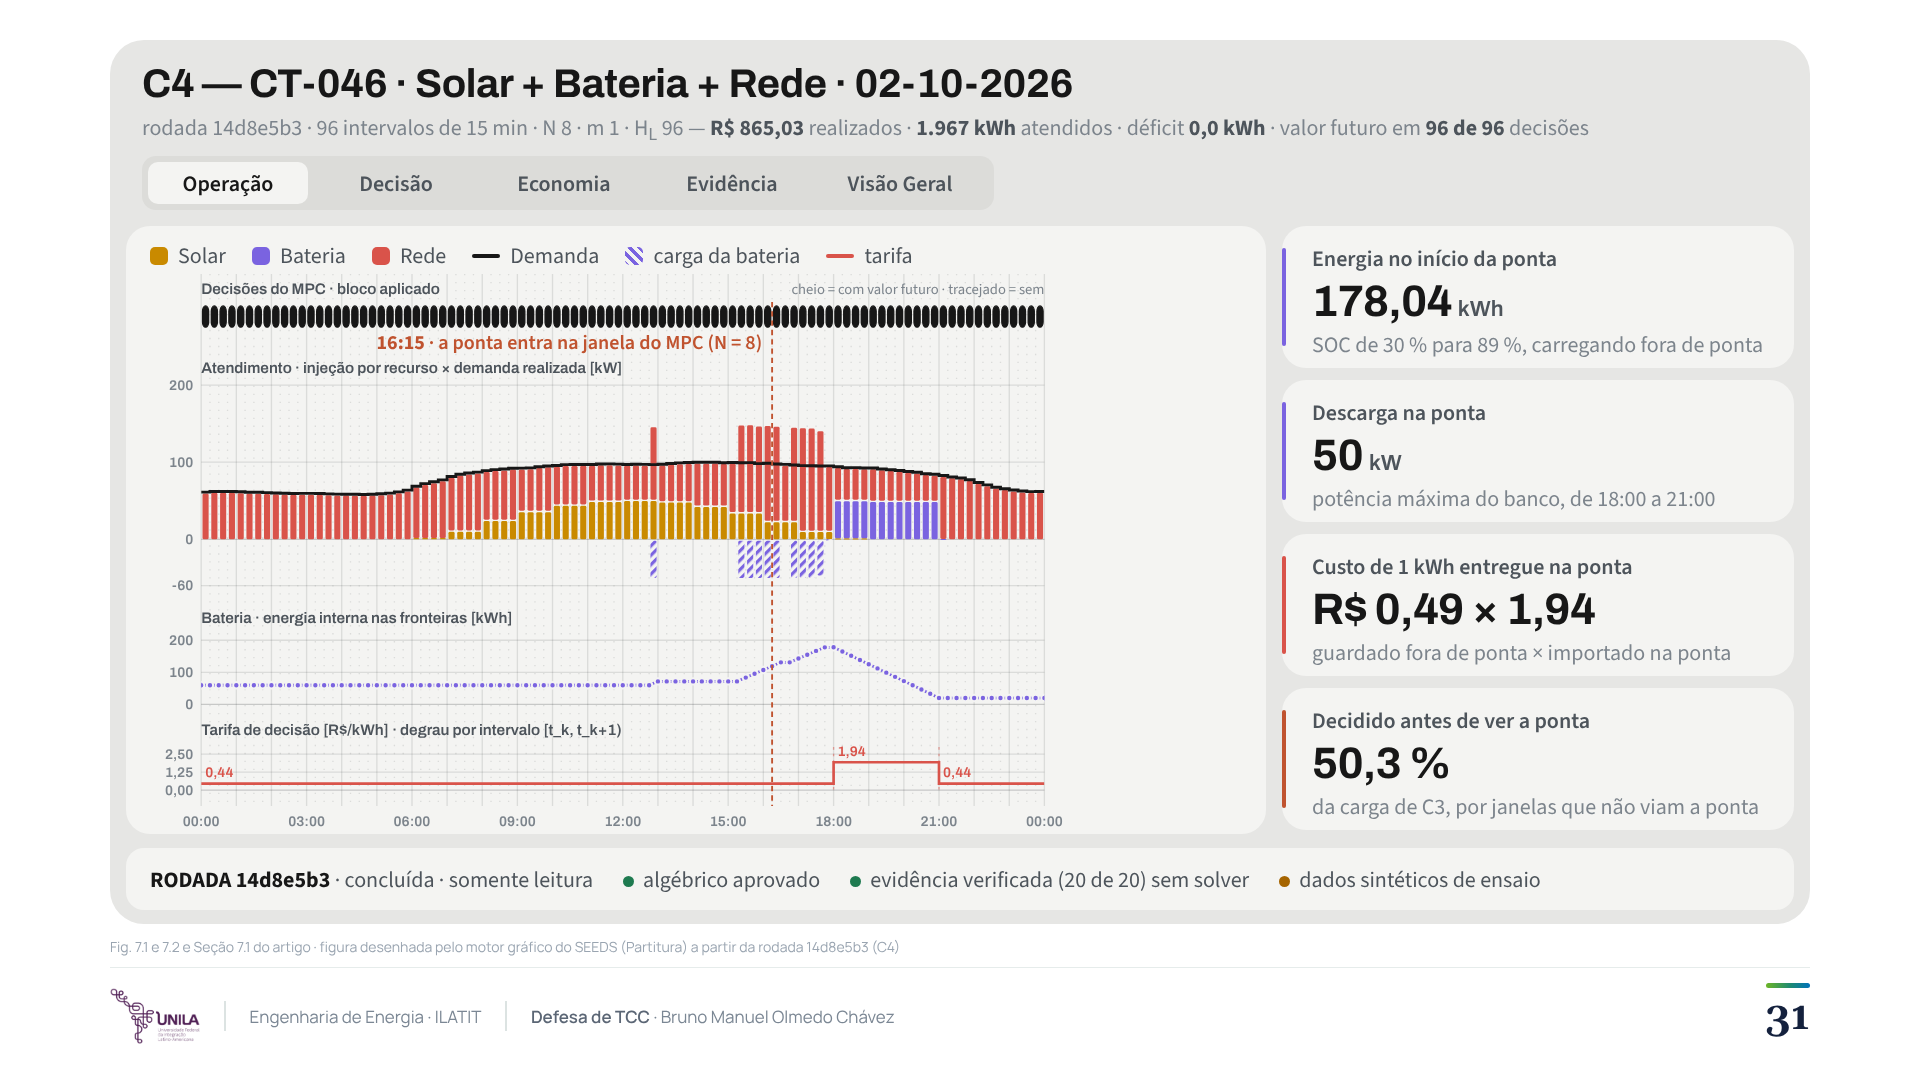 C4 — CT-046 · Solar + Bateria + Rede · 02-10-2026
rodada 14d8e5b3 · 96 intervalos de 15 min · N 8 · m 1 · H_L 96 — R$ 865,03 realizados · 1.967 kWh atendidos · déficit 0,0 kWh · valor futuro em 96 de 96 decisões
Operação
Decisão
Economia
Evidência
Visão Geral
Solar
Bateria
Rede
Demanda
carga da bateria
tarifa
Decisões do MPC · bloco aplicado
cheio = com valor futuro · tracejado = sem
16:15 · a ponta entra na janela do MPC (N = 8)
Atendimento · injeção por recurso × demanda realizada [kW]
200
100
0
-60
Bateria · energia interna nas fronteiras [kWh]
200
100
0
Tarifa de decisão [R$/kWh] · degrau por intervalo [t_k, t_k+1)
2,50
1,25
0,00
0,44
1,94
0,44
00:00
03:00
06:00
09:00
12:00
15:00
18:00
21:00
00:00
Energia no início da ponta
178,04 kWh
SOC de 30 % para 89 %, carregando fora de ponta
Descarga na ponta
50 kW
potência máxima do banco, de 18:00 a 21:00
Custo de 1 kWh entregue na ponta
R$ 0,49 × 1,94
guardado fora de ponta × importado na ponta
Decidido antes de ver a ponta
50,3 %
da carga de C3, por janelas que não viam a ponta
RODADA 14d8e5b3 · concluída · somente leitura
algébrico aprovado
evidência verificada (20 de 20) sem solver
dados sintéticos de ensaio
Fig. 7.1 e 7.2 e Seção 7.1 do artigo · figura desenhada pelo motor gráfico do SEEDS (Partitura) a partir da rodada 14d8e5b3 (C4)
UNILA
Universidade Federal
da Integração
Latino-Americana
Engenharia de Energia · ILATIT
Defesa de TCC · Bruno Manuel Olmedo Chávez
31